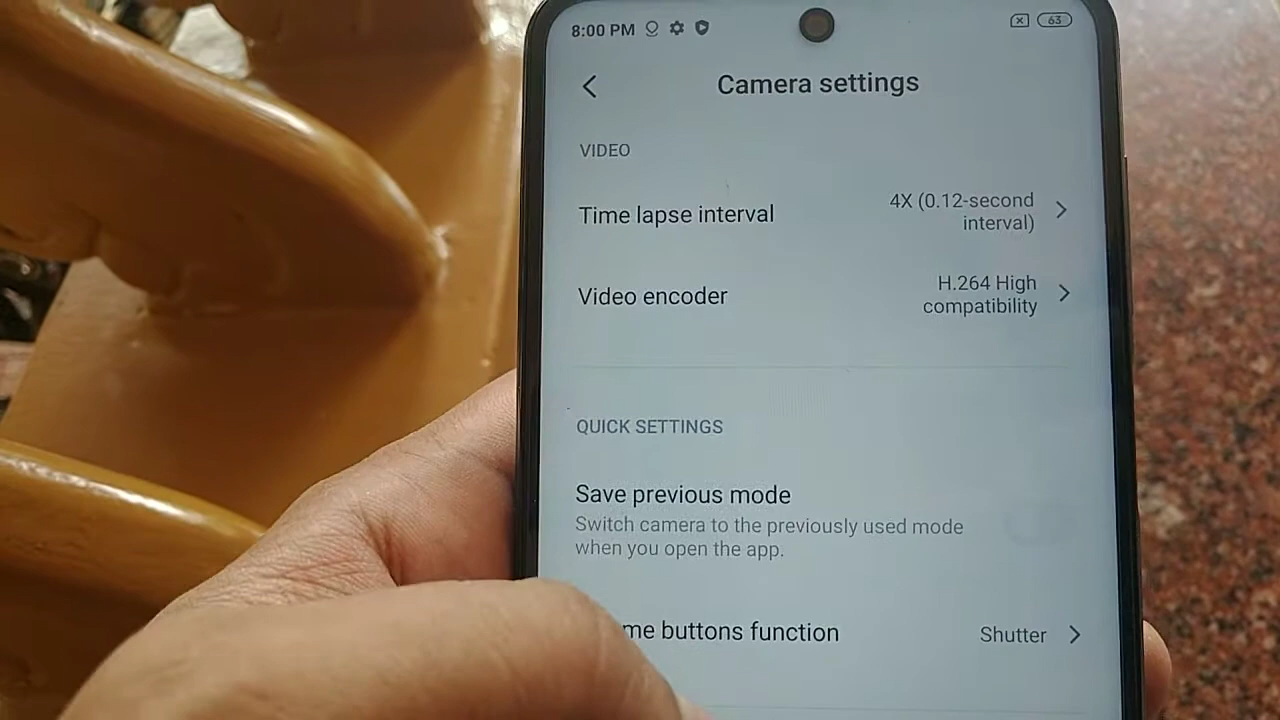 8:00 PM 63
Camera settings
VIDEO
Time lapse interval
4X (0.12-second
interval)
Video encoder
H.264 High
compatibility
QUICK SETTINGS
Save previous mode
Switch camera to the previously used mode
when you open the app.
me buttons function
Shutter